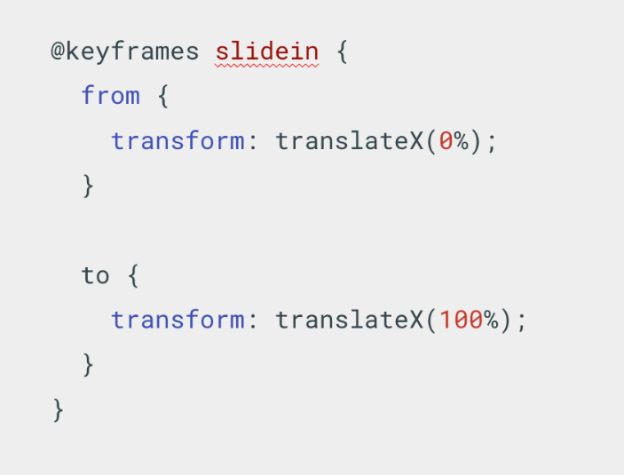 @keyframes slidein {
from {
transform: translateX(0%);
}
to {
transform: translateX(100%);
}
}